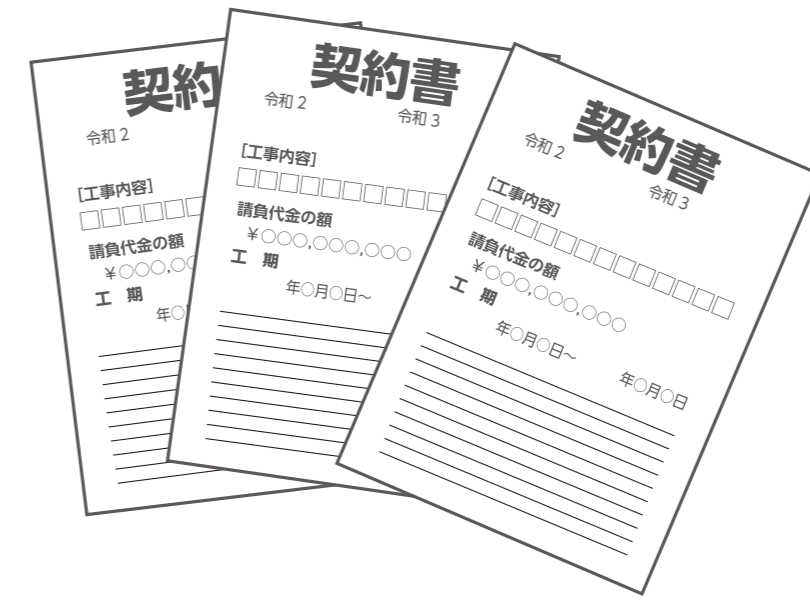 契約
令和 2
［工事内容］
□□□□□□
請負代金の額
￥○○○,○○
工 期
年○
契約書
令和 2 令和 3
［工事内容］
□□□□□□□□□□
請負代金の額
￥○○○,○○○,○○○
工 期
年○月○日〜
契約書
令和 2 令和 3
［工事内容］
□□□□□□□□□□□□□
請負代金の額
￥○○○,○○○,○○○
工 期
年○月○日〜 年○月○日